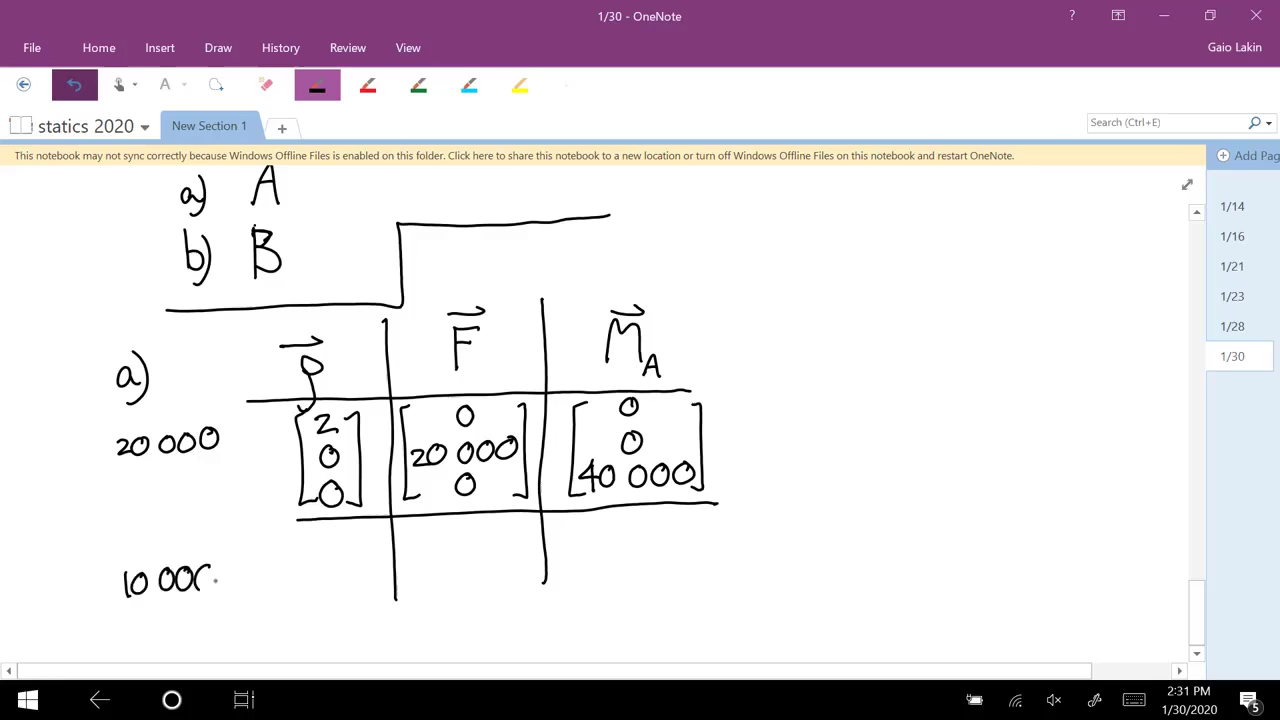 1/30 - OneNote
?
File Home Insert Draw History Review View
Gaio Lakin
A
statics 2020
New Section 1
+
Search (Ctrl+E)
This notebook may not sync correctly because Windows Offline Files is enabled on this folder. Click here to share this notebook to a new location or turn off Windows Offline Files on this notebook and restart OneNote.
Add Pag
1/14
1/16
1/21
1/23
1/28
1/30
a) A
b) B
a) ρ F M_A
20 000 [2 0 0] [0 20 000 0] [0 0 40 000]
10 00
2:31 PM
1/30/2020
5